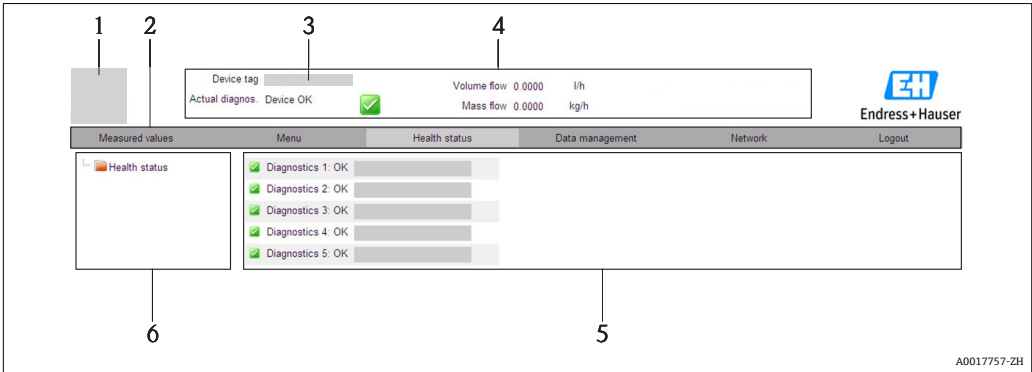 1 2 3 4
Device tag
Actual diagnos. Device OK
Volume flow 0.0000 l/h
Mass flow 0.0000 kg/h
EH
Endress+Hauser
Measured values Menu Health status Data management Network Logout
Health status
Diagnostics 1: OK
Diagnostics 2: OK
Diagnostics 3: OK
Diagnostics 4: OK
Diagnostics 5: OK
6 5
A0017757-ZH